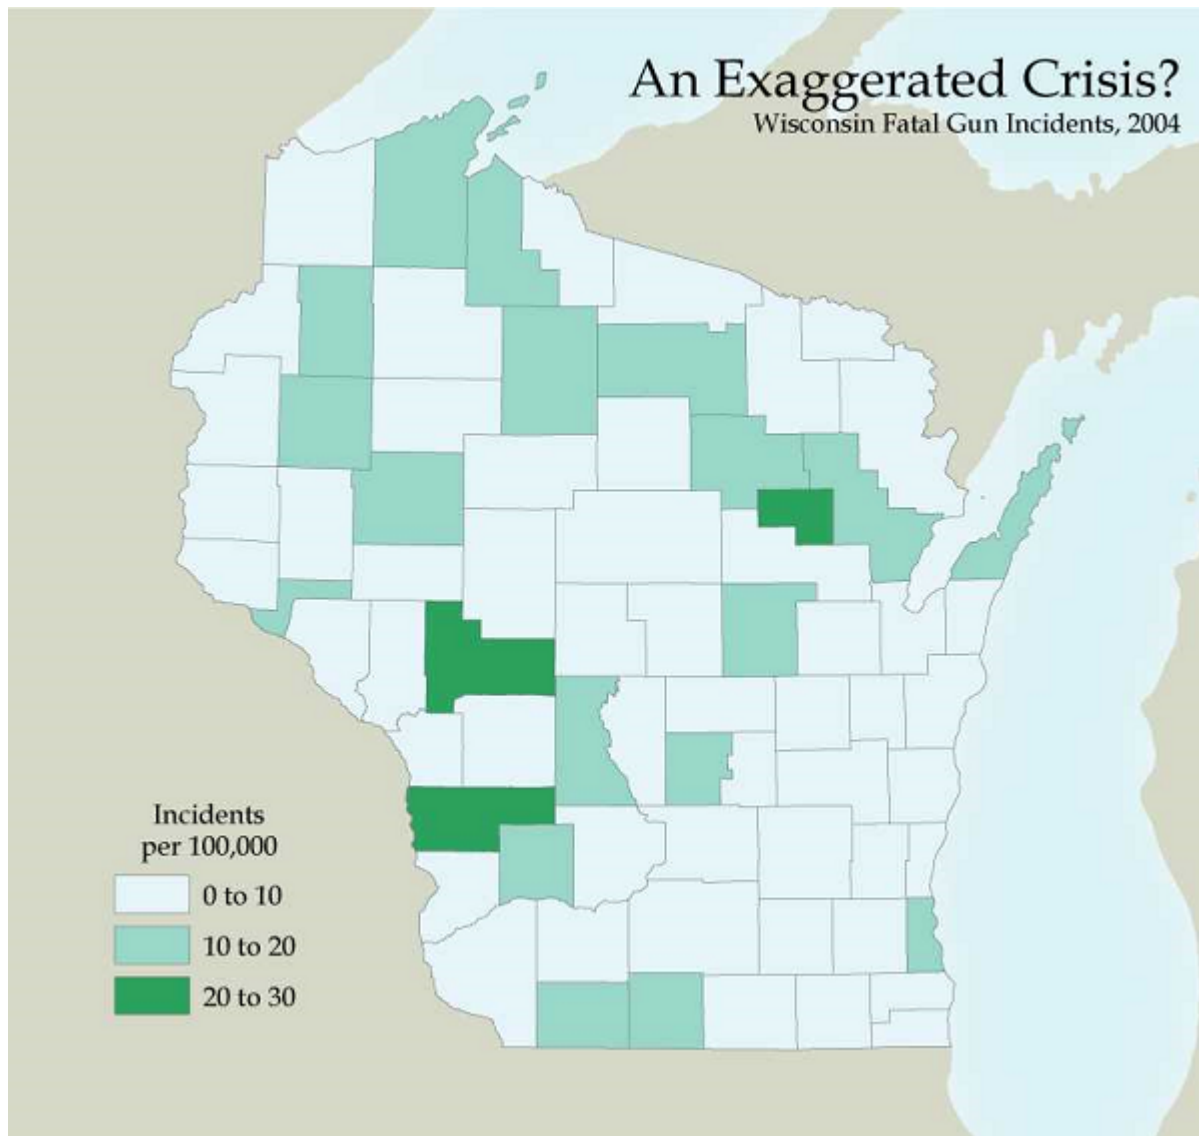 An Exaggerated Crisis?
Wisconsin Fatal Gun Incidents, 2004
Incidents
per 100,000
0 to 10
10 to 20
20 to 30